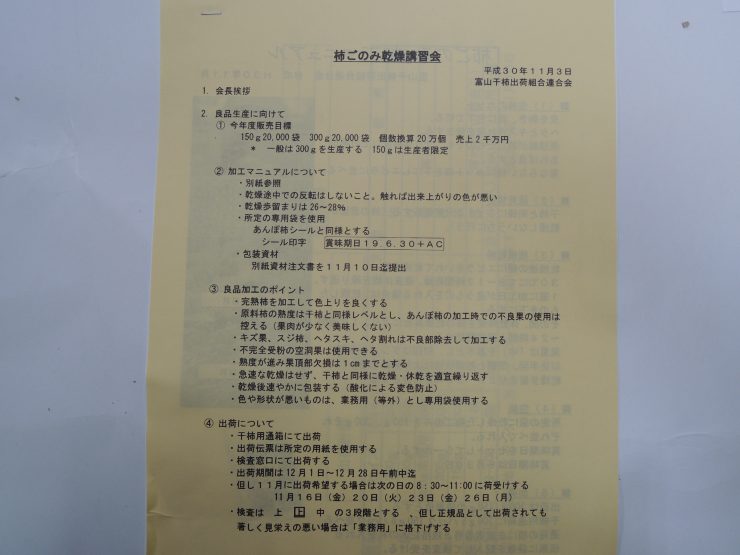 柿ごのみ乾燥講習会
平成30年11月3日
富山干柿出荷組合連合会
1. 会長挨拶
2. 良品生産に向けて
① 今年度販売目標
150g20,000袋 300g20,000袋 個数換算20万個 売上2千万円
* 一般は300gを生産する 150gは生産者限定
② 加工マニュアルについて
・別紙参照
・乾燥途中での反転はしないこと。触れば出来上がりの色が悪い
・乾燥歩留まりは26~28%
・所定の専用袋を使用
あんぽ柿シールと同様とする
シール印字 賞味期日19.6.30+AC
・包装資材
別紙資材注文書を11月10日迄提出
③ 良品加工のポイント
・完熟柿を加工して色上りを良くする
・原料柿の熟度は干柿と同様レベルとし、あんぽ柿の加工時での不良果の使用は
控える(果肉が少なく美味しくない)
・キズ果、スジ柿、ヘタスキ、ヘタ割れは不良部除去して加工する
・不完全受粉の空洞果は使用できる
・熟度が進み果頂部欠損は1cmまでとする
・急速な乾燥はせず、干柿と同様に乾燥・休乾を適宜繰り返す
・乾燥後速やかに包装する(酸化による変色防止)
・色や形状が悪いものは、業務用(等外)とし専用袋使用する
④ 出荷について
・干柿用通箱にて出荷
・出荷伝票は所定の用紙を使用する
・検査窓口にて出荷する
・出荷期間は12月1日~12月28日午前中迄
・但し11月に出荷希望する場合は次の日の8:30~11:00に荷受けする
11月16日(金)20日(火)23日(金)26日(月)
・検査は 上 上 中 の3段階とする 、但し正規品として出荷されても
著しく見栄えの悪い場合は「業務用」に格下げする